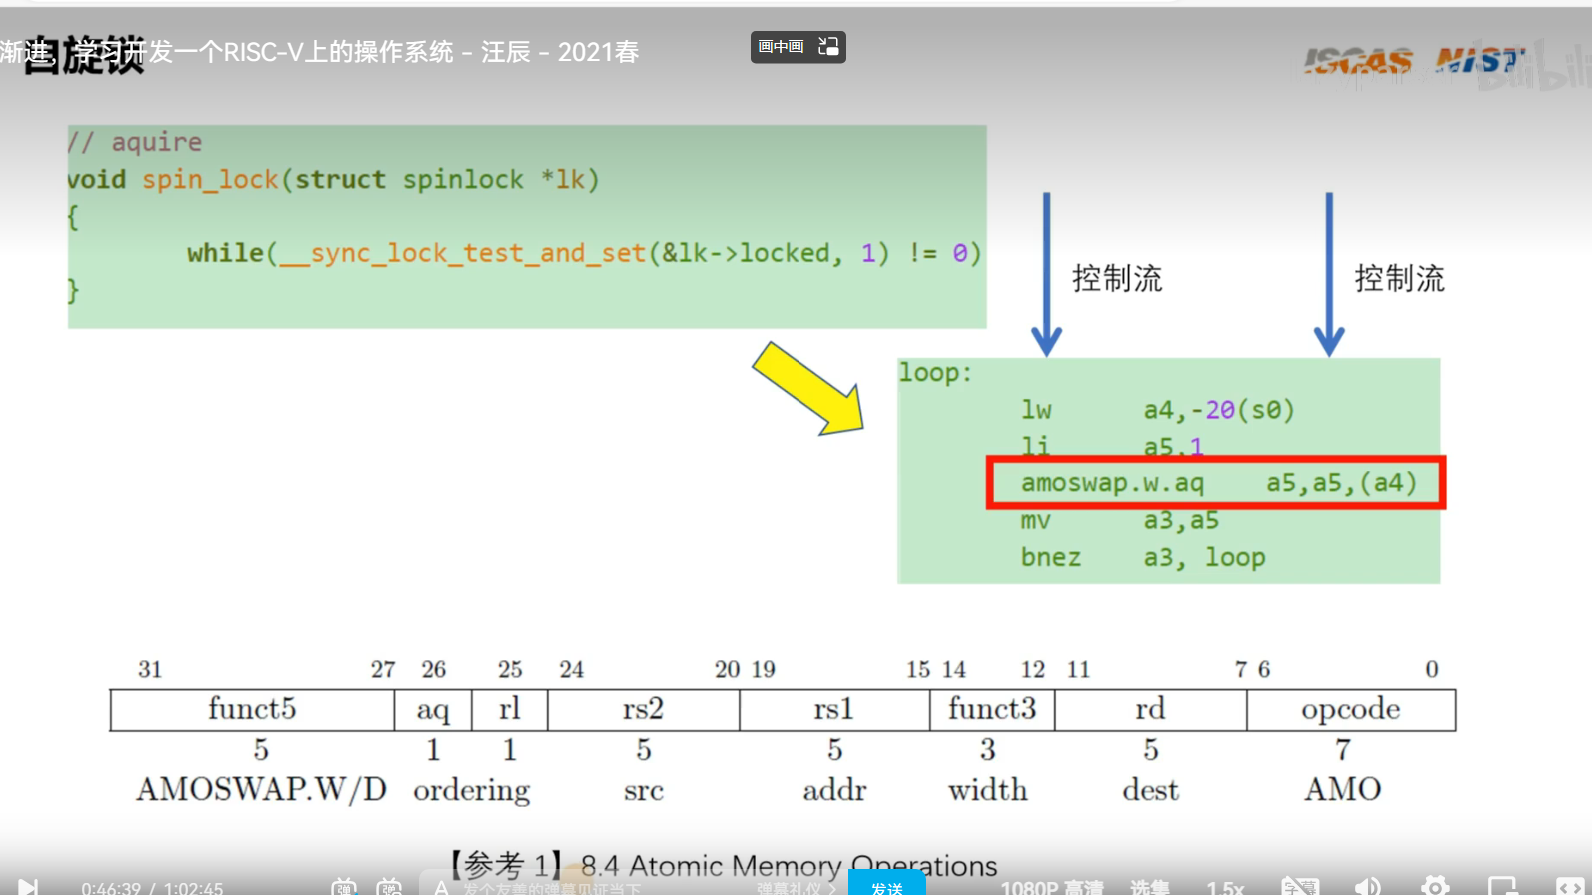 自旋锁
渐进，学习开发一个RISC-V上的操作系统 - 汪辰 - 2021春
画中画
ISCAS NIST
bilibili
// aquire
void spin_lock(struct spinlock *lk)
{
while(__sync_lock_test_and_set(&lk->locked, 1) != 0)
}
控制流
控制流
loop:
lw a4,-20(s0)
li a5,1
amoswap.w.aq a5,a5,(a4)
mv a3,a5
bnez a3, loop
31 27 26 25 24 20 19 15 14 12 11 7 6 0
funct5 aq rl rs2 rs1 funct3 rd opcode
5 1 1 5 5 3 5 7
AMOSWAP.W/D ordering src addr width dest AMO
【参考 1】8.4 Atomic Memory Operations
0:46:39 / 1:02:45
弹
弹
A
发个友善的弹幕见证当下
弹幕礼仪 >
发送
1080P 高清
选集
1.5x
字幕